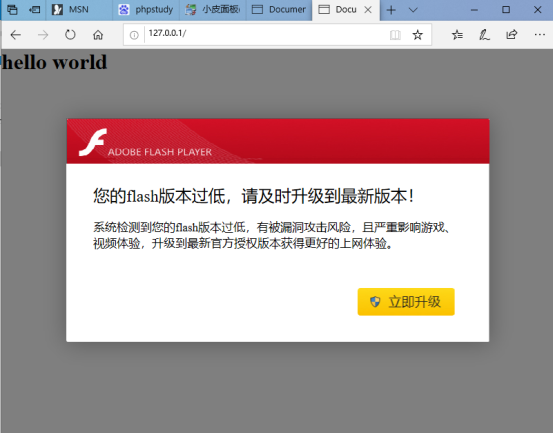 MSN
phpstudy
小皮面板(
Documer
Docu
127.0.0.1/
hello world
ADOBE FLASH PLAYER
您的flash版本过低，请及时升级到最新版本！
系统检测到您的flash版本过低，有被漏洞攻击风险，且严重影响游戏、
视频体验，升级到最新官方授权版本获得更好的上网体验。
立即升级